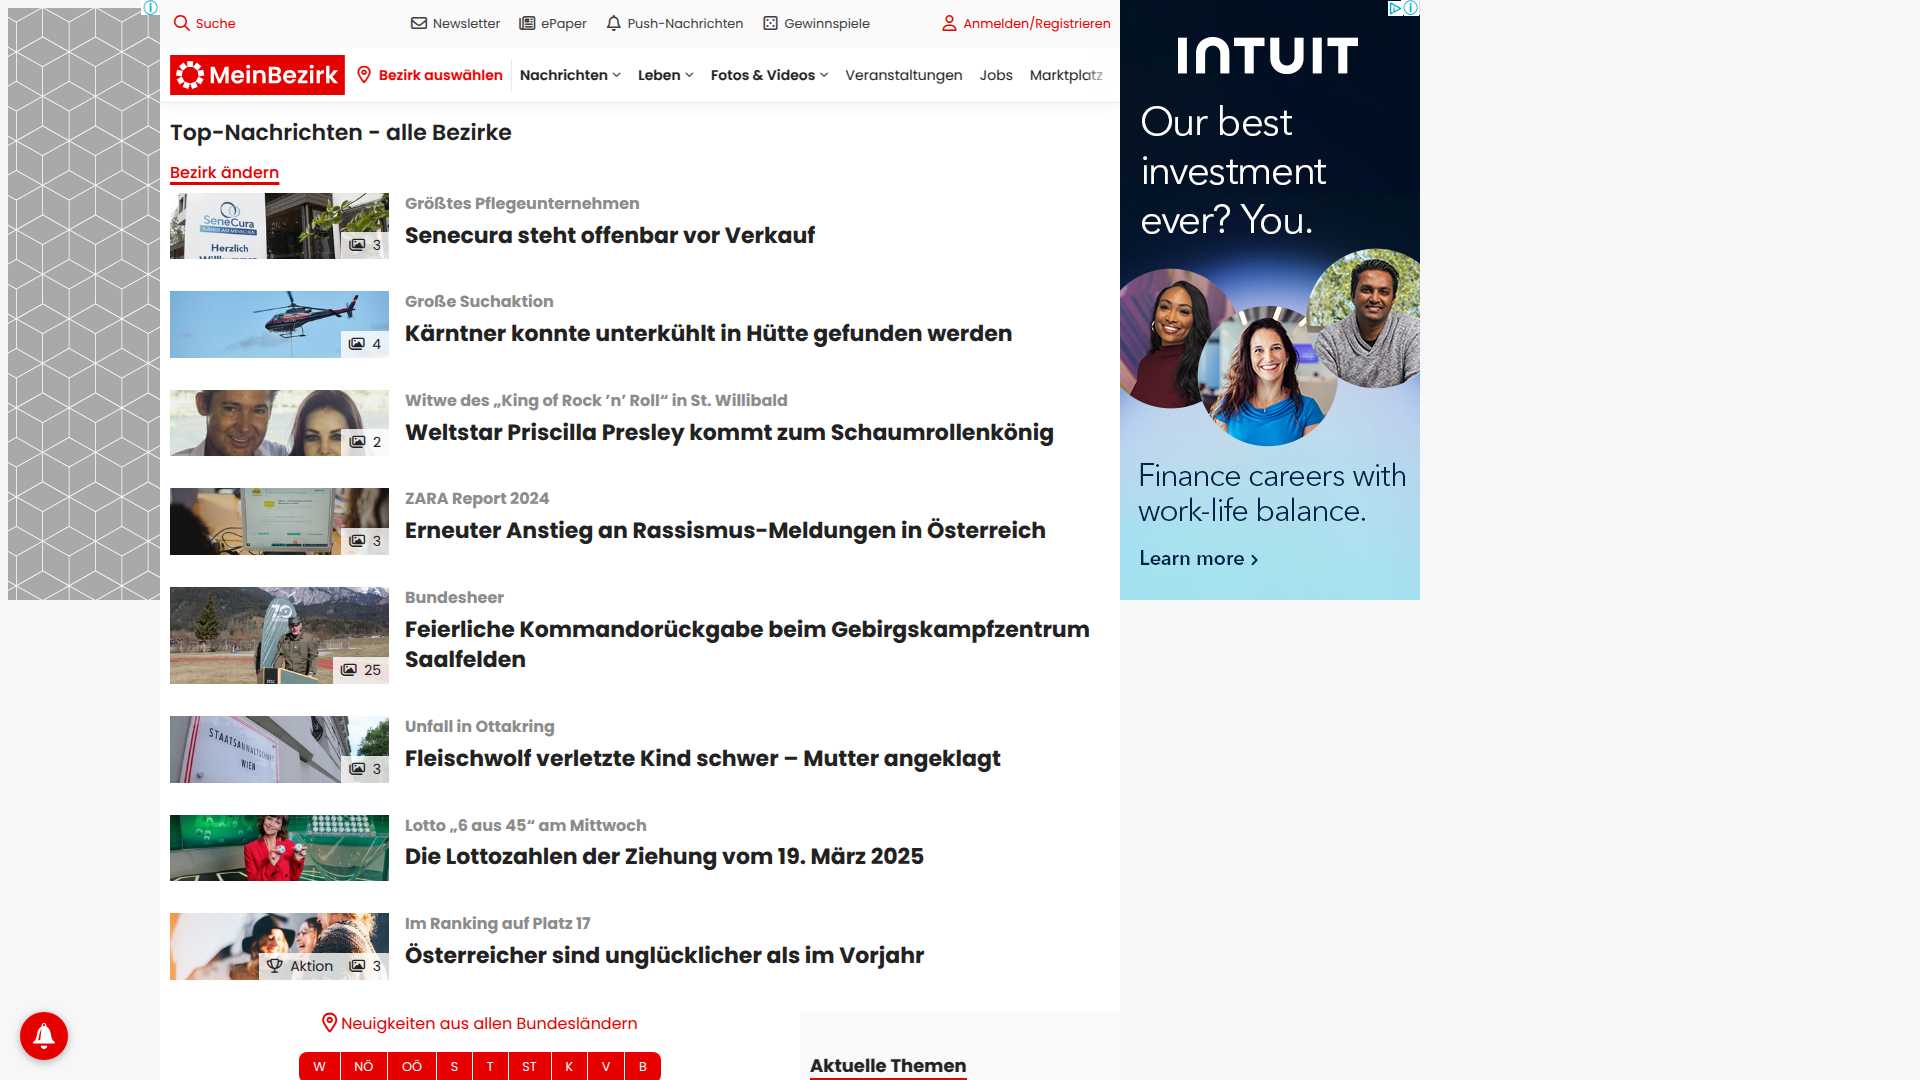 Suche
Newsletter
ePaper
Push-Nachrichten
Gewinnspiele
Anmelden/Registrieren
MeinBezirk
Bezirk auswählen
Nachrichten
Leben
Fotos & Videos
Veranstaltungen
Jobs
Marktplatz
Top-Nachrichten - alle Bezirke
Bezirk ändern
SeneCura
Herzlich
3
Größtes Pflegeunternehmen
Senecura steht offenbar vor Verkauf
4
Große Suchaktion
Kärntner konnte unterkühlt in Hütte gefunden werden
2
Witwe des „King of Rock ’n’ Roll“ in St. Willibald
Weltstar Priscilla Presley kommt zum Schaumrollenkönig
3
ZARA Report 2024
Erneuter Anstieg an Rassismus-Meldungen in Österreich
25
Bundesheer
Feierliche Kommandorückgabe beim Gebirgskampfzentrum
Saalfelden
STAATSANWALTSCHAFT
WIEN
3
Unfall in Ottakring
Fleischwolf verletzte Kind schwer – Mutter angeklagt
Lotto „6 aus 45“ am Mittwoch
Die Lottozahlen der Ziehung vom 19. März 2025
Aktion
3
Im Ranking auf Platz 17
Österreicher sind unglücklicher als im Vorjahr
Neuigkeiten aus allen Bundesländern
W
NÖ
OÖ
S
T
ST
K
V
B
Aktuelle Themen
INTUIT
Our best
investment
ever? You.
Finance careers with
work-life balance.
Learn more ›